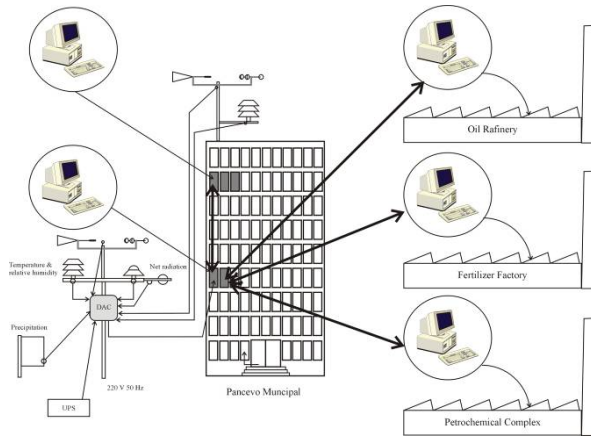 Oil Rafinery
Temperature &
relative humidity
Net radiation
Fertilizer Factory
DAC
Precipitation
220 V 50 Hz
UPS
Pancevo Muncipal
Petrochemical Complex